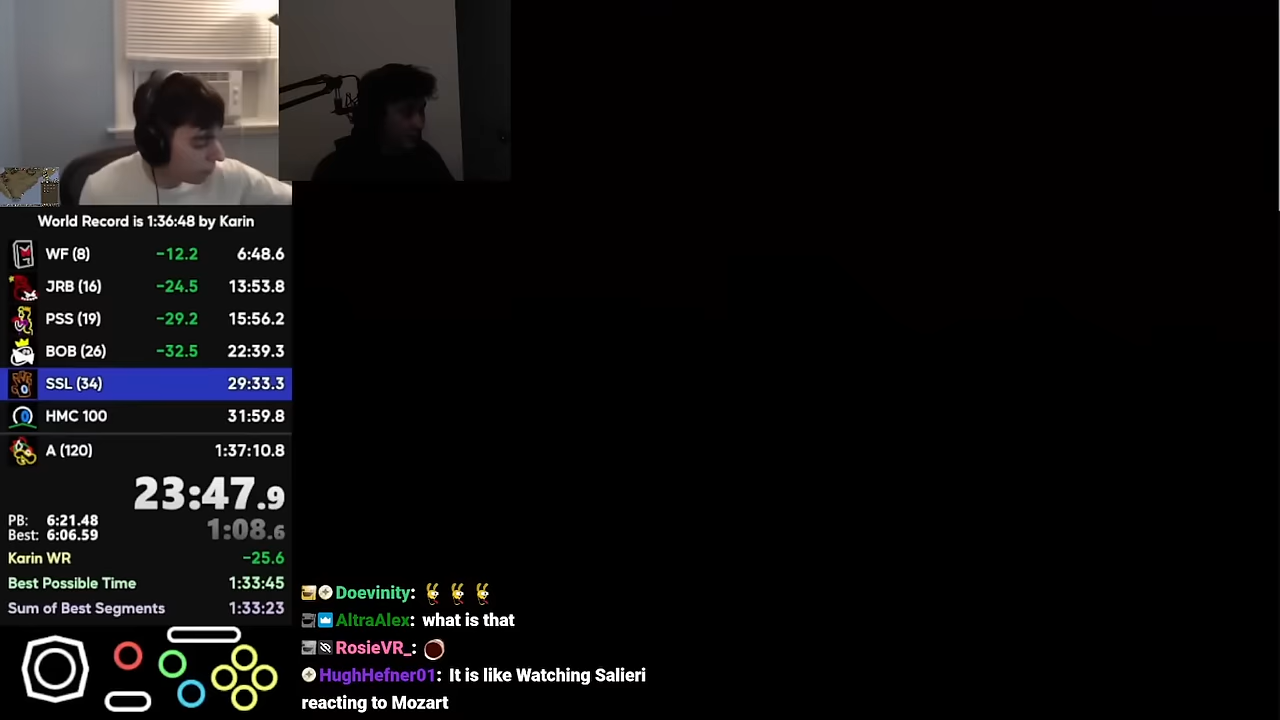 World Record is 1:36:48 by Karin
WF (8) −12.2 6:48.6
JRB (16) −24.5 13:53.8
PSS (19) −29.2 15:56.2
BOB (26) −32.5 22:39.3
SSL (34) 29:33.3
HMC 100 31:59.8
A (120) 1:37:10.8
23:47.9
PB: 6:21.48
Best: 6:06.59
1:08.6
Karin WR −25.6
Best Possible Time 1:33:45
Sum of Best Segments 1:33:23
Doevinity:
AltraAlex: what is that
RosieVR_:
HughHefner01: It is like Watching Salieri
reacting to Mozart